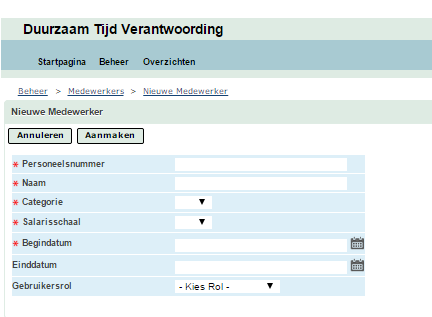 Duurzaam Tijd Verantwoording
Startpagina Beheer Overzichten
Beheer > Medewerkers > Nieuwe Medewerker
Nieuwe Medewerker
Annuleren Aanmaken
* Personeelsnummer
* Naam
* Categorie
* Salarisschaal
* Begindatum
Einddatum
Gebruikersrol - Kies Rol -